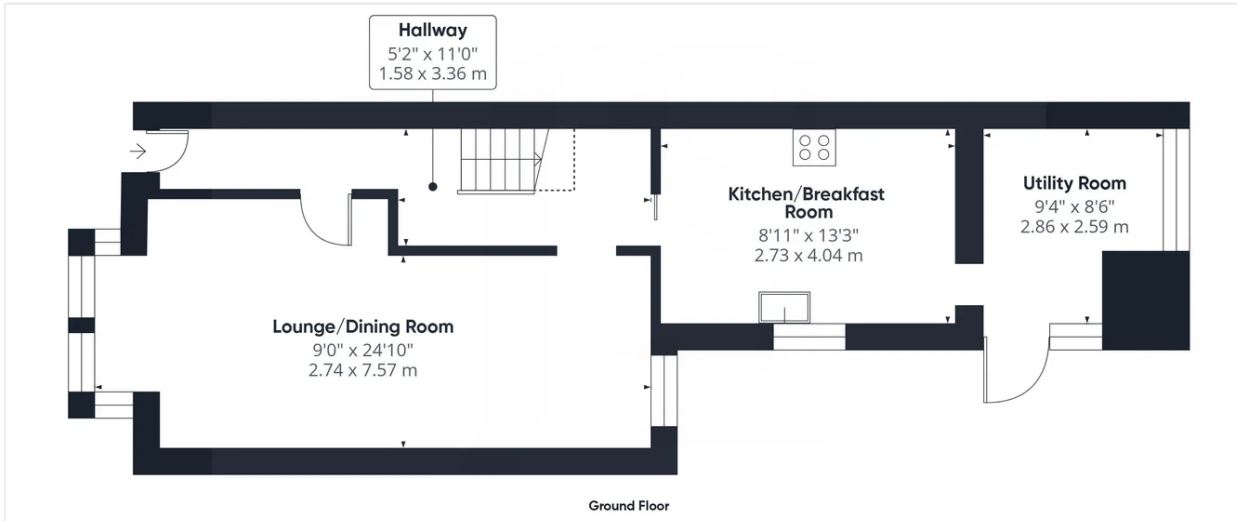 Hallway
5'2" x 11'0"
1.58 x 3.36 m
Kitchen/Breakfast
Room
8'11" x 13'3"
2.73 x 4.04 m
Utility Room
9'4" x 8'6"
2.86 x 2.59 m
Lounge/Dining Room
9'0" x 24'10"
2.74 x 7.57 m
Ground Floor